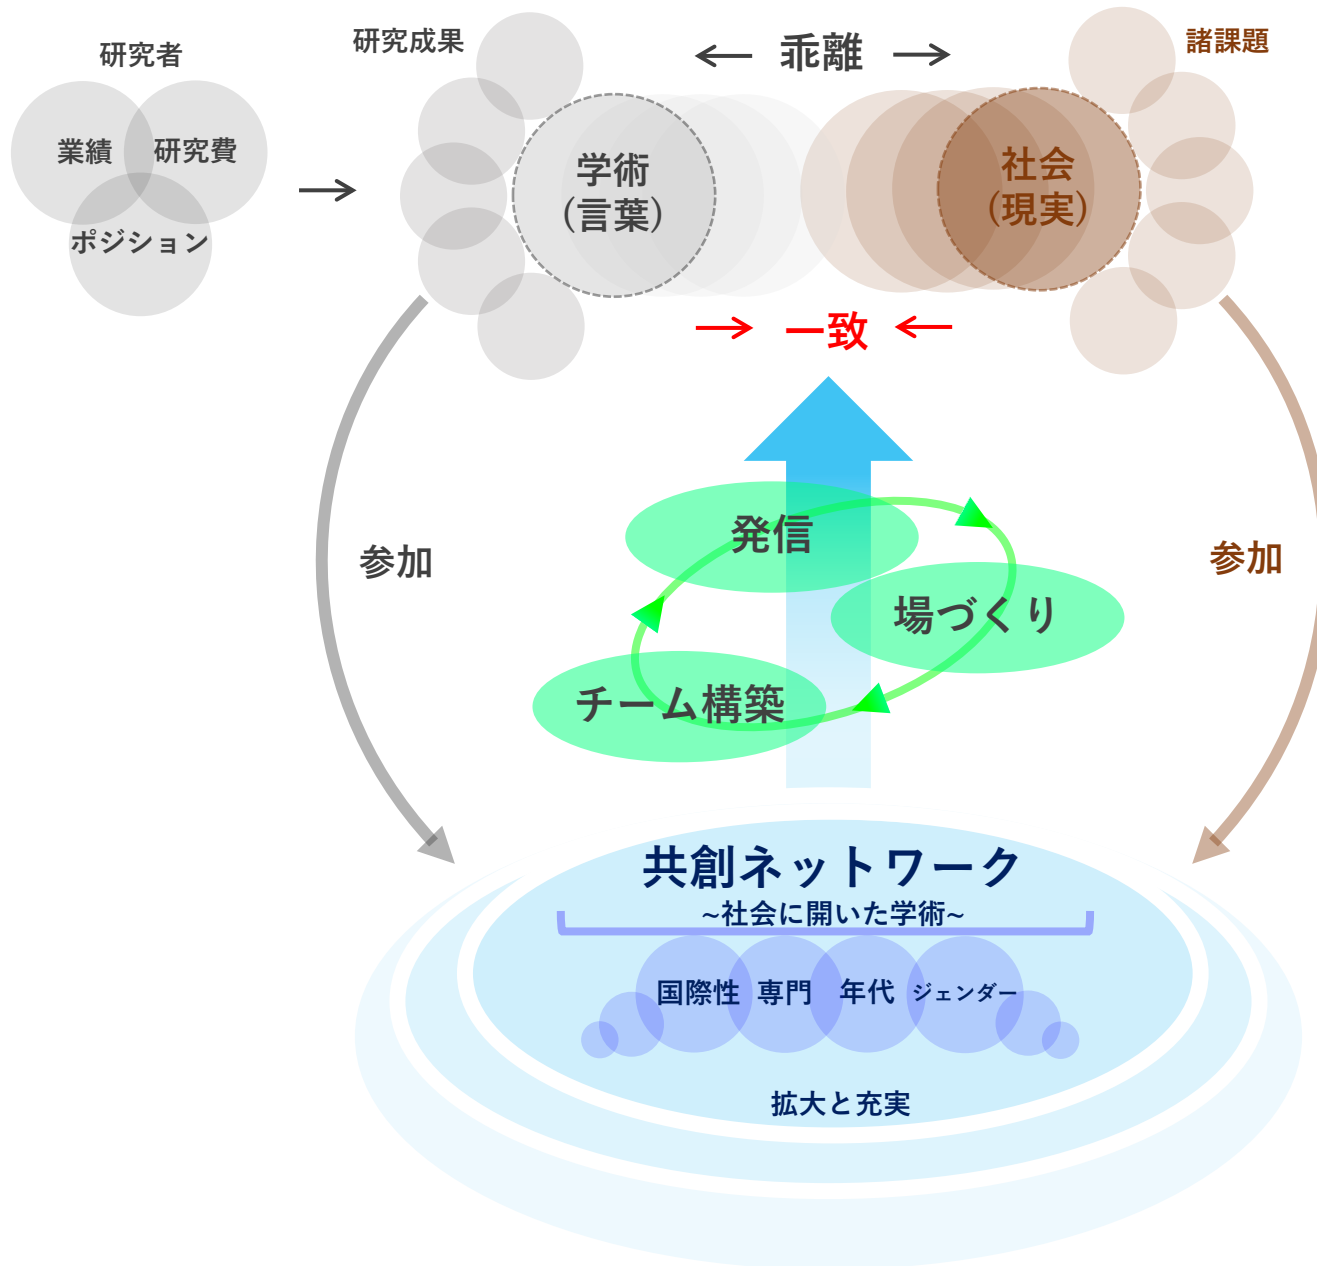 研究者
業績
研究費
ポジション
研究成果
乖離
諸課題
学術
(言葉)
社会
(現実)
一致
発信
場づくり
チーム構築
参加
参加
共創ネットワーク
~社会に開いた学術~
国際性
専門
年代
ジェンダー
拡大と充実